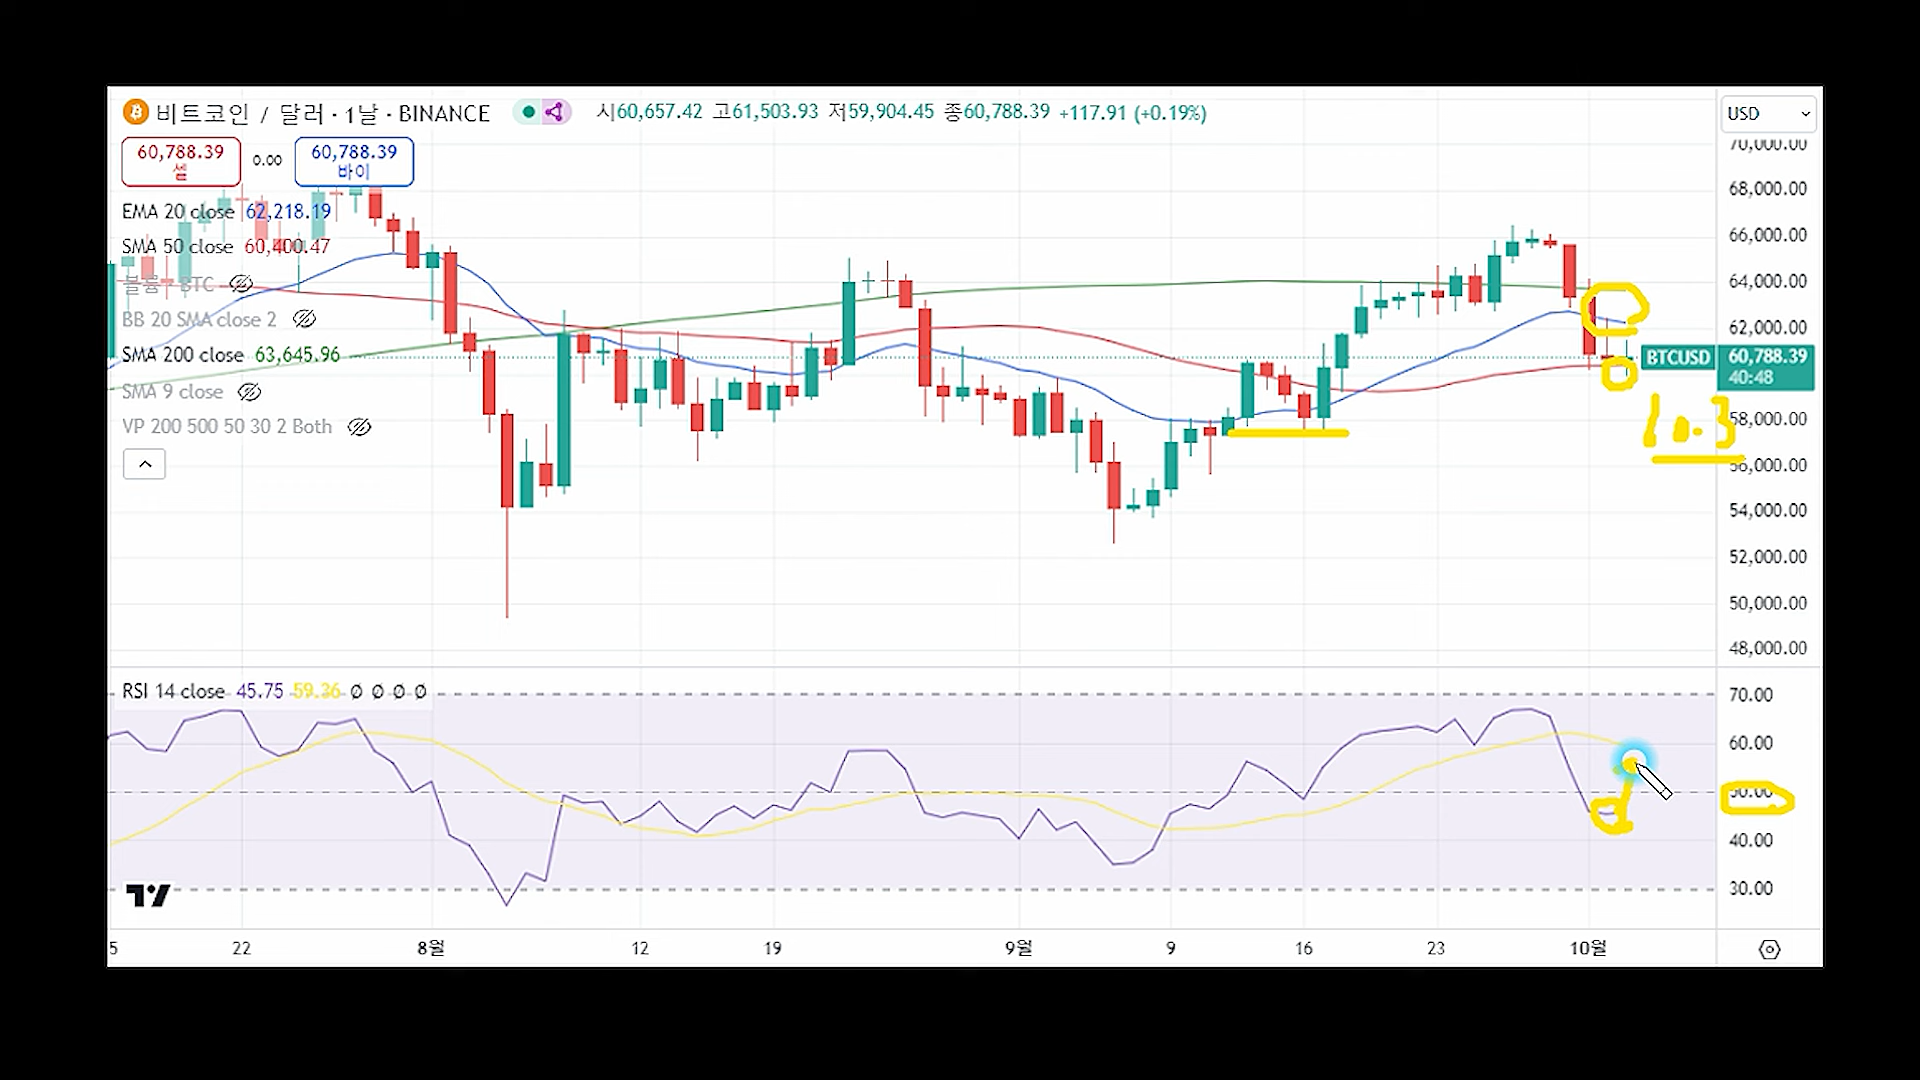 비트코인 / 달러 · 1날 · BINANCE 시60,657.42 고61,503.93 저59,904.45 종60,788.39 +117.91 (+0.19%)
USD
60,788.39
셀
0.00
60,788.39
바이
EMA 20 close 62,218.19
SMA 50 close 60,400.47
볼륨 · BTC
BB 20 SMA close 2
SMA 200 close 63,645.96
SMA 9 close
VP 200 500 50 30 2 Both
70,000.00
68,000.00
66,000.00
64,000.00
62,000.00
BTCUSD 60,788.39
40:48
58,000.00
10.3
56,000.00
54,000.00
52,000.00
50,000.00
48,000.00
RSI 14 close 45.75 59.36 Ø Ø Ø Ø
70.00
60.00
50.00
40.00
30.00
5 22 8월 12 19 9월 9 16 23 10월